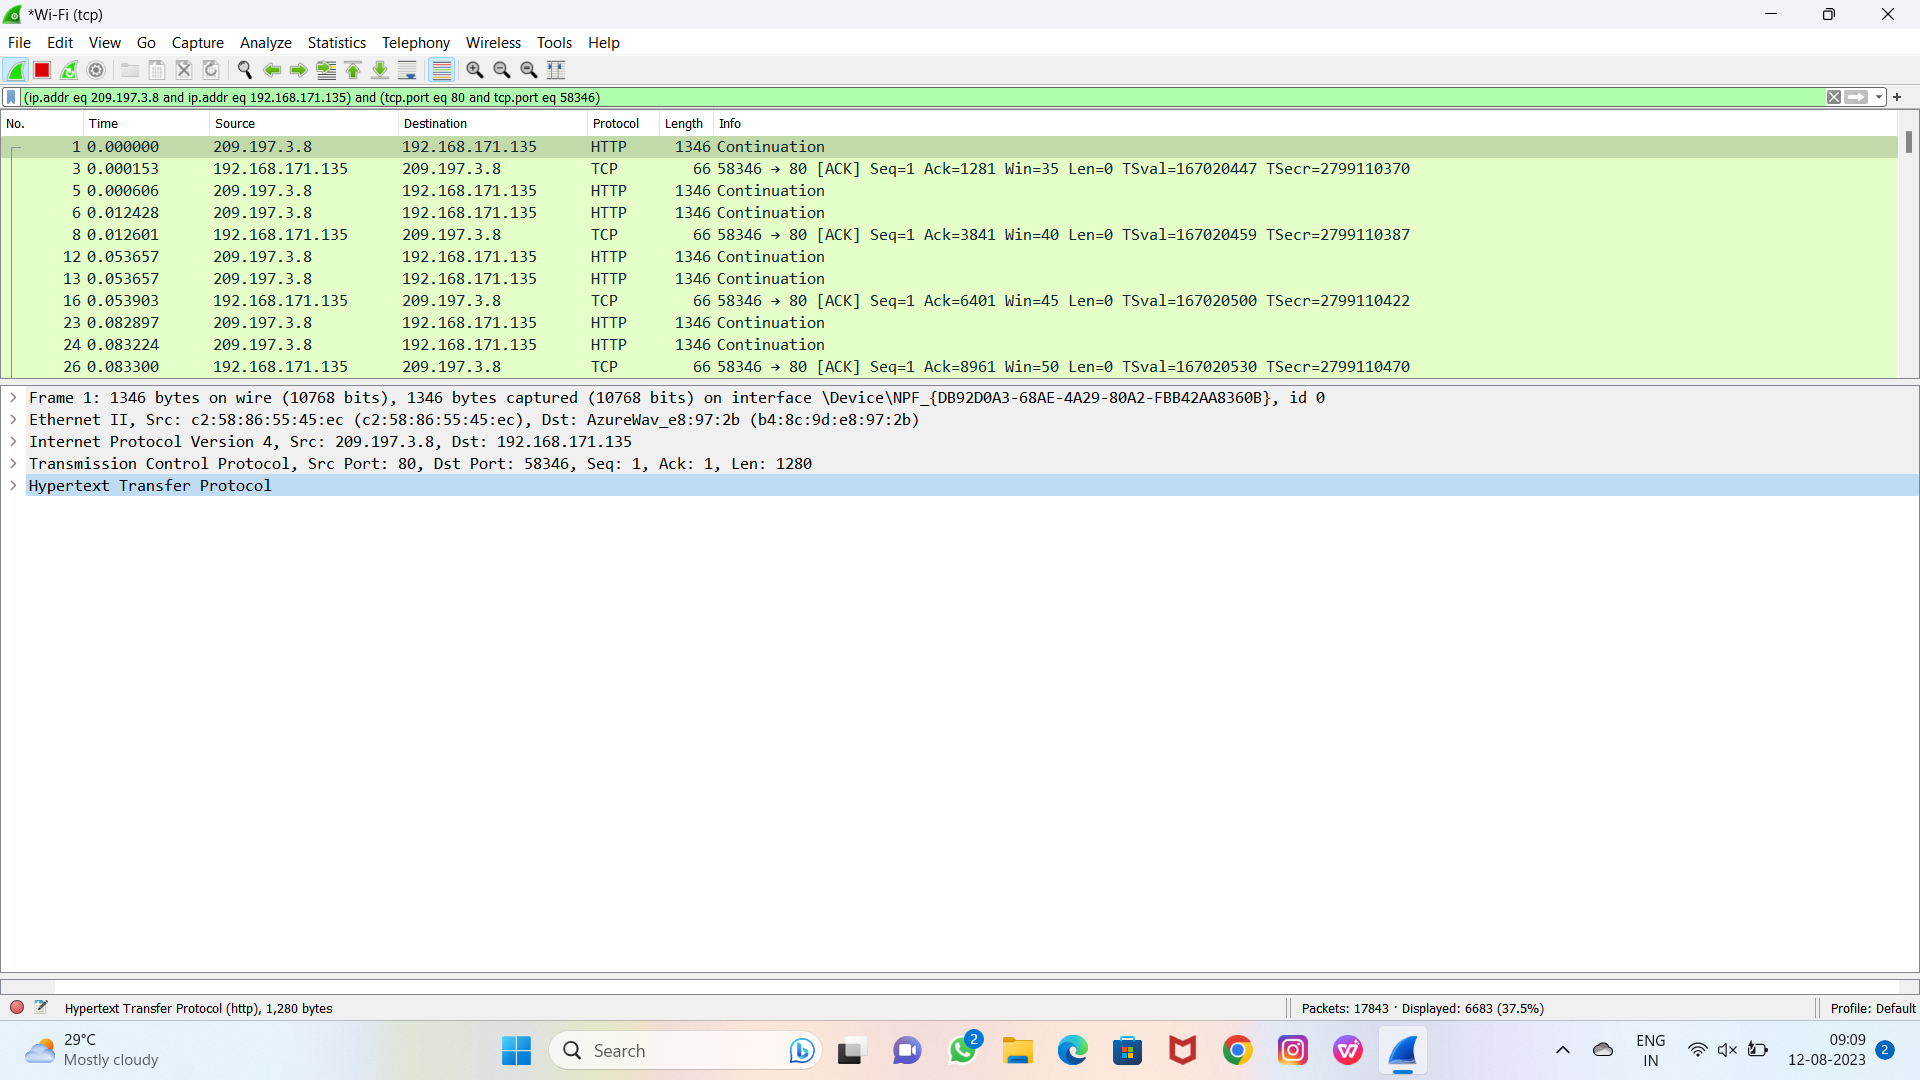 *Wi-Fi (tcp)
File Edit View Go Capture Analyze Statistics Telephony Wireless Tools Help
(ip.addr eq 209.197.3.8 and ip.addr eq 192.168.171.135) and (tcp.port eq 80 and tcp.port eq 58346)
No. Time Source Destination Protocol Length Info
1 0.000000 209.197.3.8 192.168.171.135 HTTP 1346 Continuation
3 0.000153 192.168.171.135 209.197.3.8 TCP 66 58346 → 80 [ACK] Seq=1 Ack=1281 Win=35 Len=0 TSval=167020447 TSecr=2799110370
5 0.000606 209.197.3.8 192.168.171.135 HTTP 1346 Continuation
6 0.012428 209.197.3.8 192.168.171.135 HTTP 1346 Continuation
8 0.012601 192.168.171.135 209.197.3.8 TCP 66 58346 → 80 [ACK] Seq=1 Ack=3841 Win=40 Len=0 TSval=167020459 TSecr=2799110387
12 0.053657 209.197.3.8 192.168.171.135 HTTP 1346 Continuation
13 0.053657 209.197.3.8 192.168.171.135 HTTP 1346 Continuation
16 0.053903 192.168.171.135 209.197.3.8 TCP 66 58346 → 80 [ACK] Seq=1 Ack=6401 Win=45 Len=0 TSval=167020500 TSecr=2799110422
23 0.082897 209.197.3.8 192.168.171.135 HTTP 1346 Continuation
24 0.083224 209.197.3.8 192.168.171.135 HTTP 1346 Continuation
26 0.083300 192.168.171.135 209.197.3.8 TCP 66 58346 → 80 [ACK] Seq=1 Ack=8961 Win=50 Len=0 TSval=167020530 TSecr=2799110470
Frame 1: 1346 bytes on wire (10768 bits), 1346 bytes captured (10768 bits) on interface \Device\NPF_{DB92D0A3-68AE-4A29-80A2-FBB42AA8360B}, id 0
Ethernet II, Src: c2:58:86:55:45:ec (c2:58:86:55:45:ec), Dst: AzureWav_e8:97:2b (b4:8c:9d:e8:97:2b)
Internet Protocol Version 4, Src: 209.197.3.8, Dst: 192.168.171.135
Transmission Control Protocol, Src Port: 80, Dst Port: 58346, Seq: 1, Ack: 1, Len: 1280
Hypertext Transfer Protocol
Hypertext Transfer Protocol (http), 1,280 bytes
Packets: 17843 · Displayed: 6683 (37.5%)
Profile: Default
29°C
Mostly cloudy
Search
2
ENG
IN
09:09
12-08-2023
2